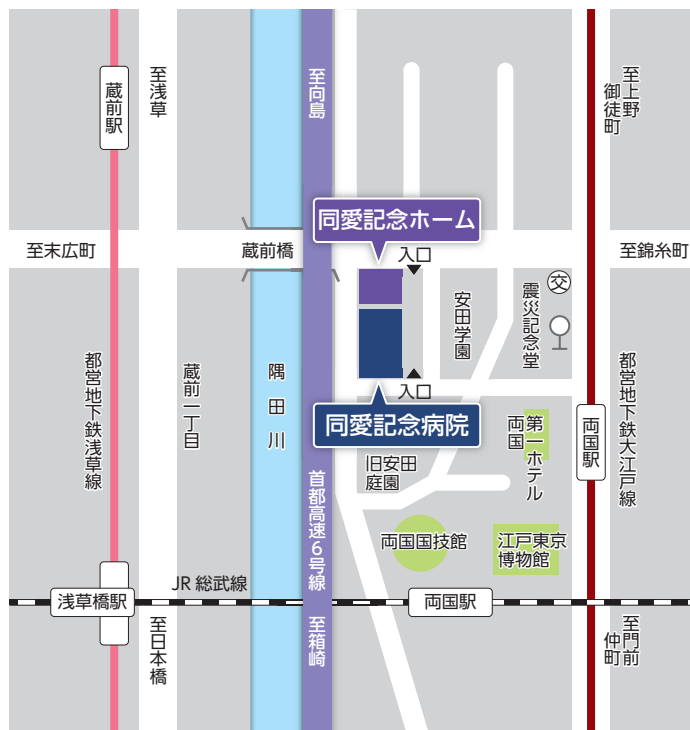 蔵前駅
至浅草
至向島
至上野
御徒町
同愛記念ホーム
至末広町
蔵前橋
入口
至錦糸町
交
震災記念堂
安田学園
都営地下鉄浅草線
蔵前一丁目
隅田川
入口
都営地下鉄大江戸線
同愛記念病院
第一ホテル
両国
両国駅
旧安田
庭園
首都高速6号線
両国国技館
江戸東京
博物館
JR 総武線
浅草橋駅
両国駅
至日本橋
至箱崎
至門前
仲町